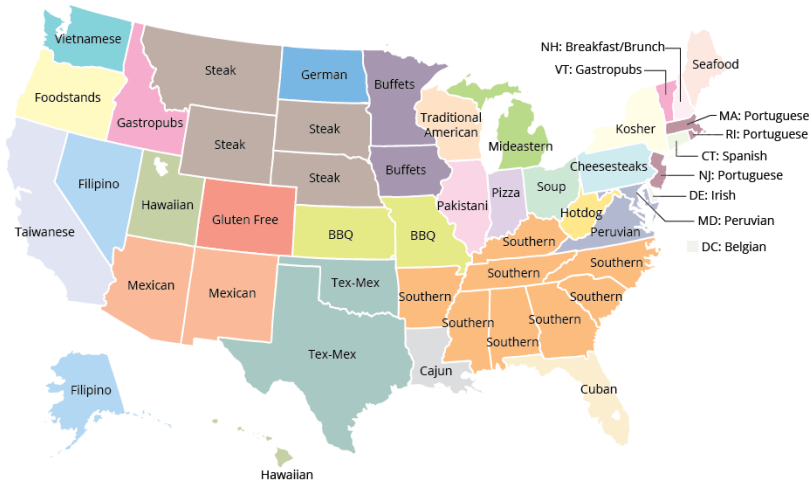 Vietnamese
Steak
German
Buffets
NH: Breakfast/Brunch
VT: Gastropubs
Seafood
Foodstands
Gastropubs
Steak
Steak
Traditional
American
Mideastern
Kosher
MA: Portuguese
RI: Portuguese
CT: Spanish
NJ: Portuguese
DE: Irish
MD: Peruvian
DC: Belgian
Taiwanese
Filipino
Hawaiian
Gluten Free
Steak
Buffets
Pakistani
Pizza
Soup
Cheesesteaks
Hotdog
Peruvian
BBQ
BBQ
Southern
Southern
Southern
Mexican
Mexican
Tex-Mex
Southern
Southern
Southern
Southern
Southern
Tex-Mex
Cajun
Cuban
Filipino
Hawaiian